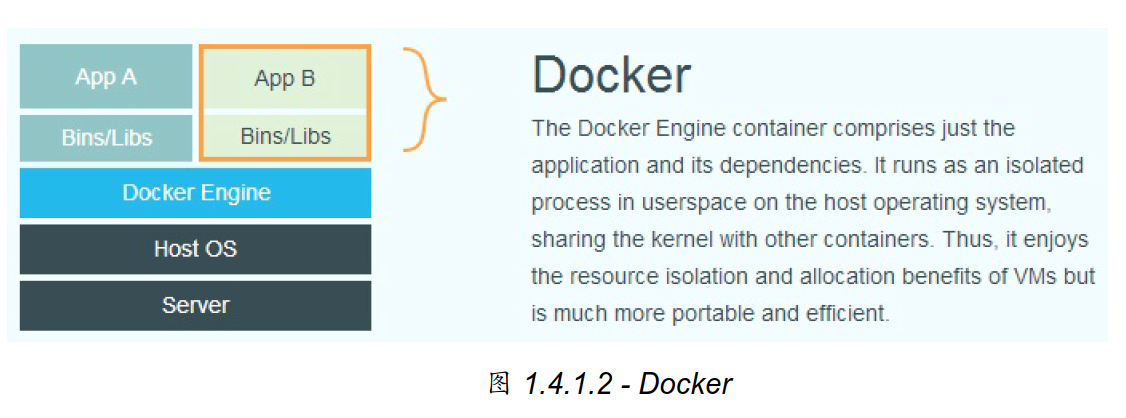 App A
App B
Bins/Libs
Bins/Libs
Docker Engine
Host OS
Server
Docker
The Docker Engine container comprises just the
application and its dependencies. It runs as an isolated
process in userspace on the host operating system,
sharing the kernel with other containers. Thus, it enjoys
the resource isolation and allocation benefits of VMs but
is much more portable and efficient.
图 1.4.1.2 - Docker